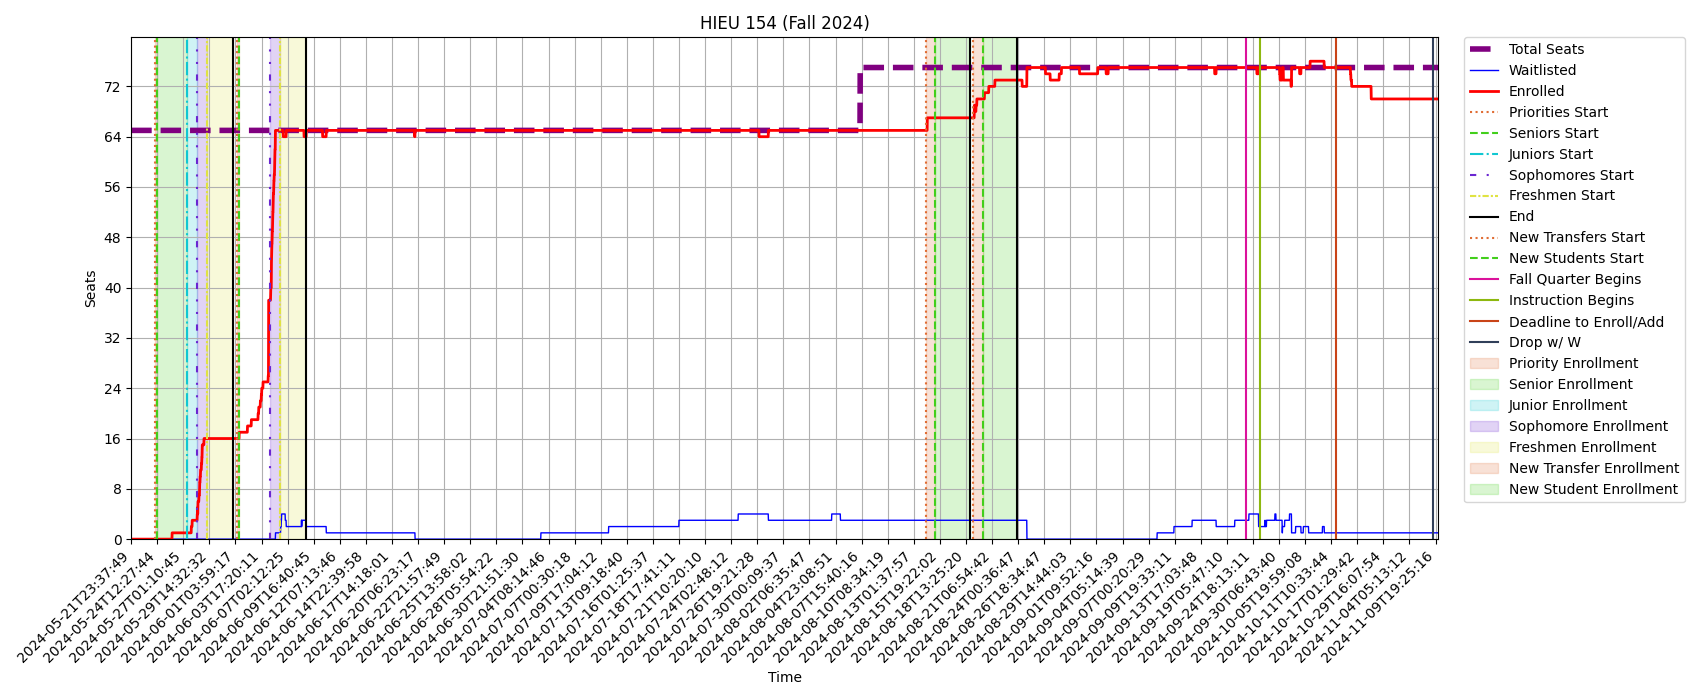 HIEU 154 (Fall 2024)
Seats
72
64
56
48
40
32
24
16
8
0
2024-05-21T23:37:49
2024-05-24T12:27:44
2024-05-27T01:10:45
2024-05-29T14:32:32
2024-06-01T03:59:17
2024-06-03T17:20:11
2024-06-07T02:12:25
2024-06-09T16:40:45
2024-06-12T07:13:46
2024-06-14T22:39:58
2024-06-17T14:18:01
2024-06-20T06:23:17
2024-06-22T21:57:49
2024-06-25T13:58:02
2024-06-28T05:54:22
2024-06-30T21:51:30
2024-07-04T08:14:46
2024-07-07T00:30:18
2024-07-09T17:04:12
2024-07-13T09:18:40
2024-07-16T01:25:37
2024-07-18T17:41:11
2024-07-21T10:20:10
2024-07-24T02:48:12
2024-07-26T19:21:28
2024-07-30T00:09:37
2024-08-02T06:35:47
2024-08-04T23:08:51
2024-08-07T15:40:16
2024-08-10T08:34:19
2024-08-13T01:37:57
2024-08-15T19:22:02
2024-08-18T13:25:20
2024-08-21T06:54:42
2024-08-24T00:36:47
2024-08-26T18:34:47
2024-08-29T14:44:03
2024-09-01T09:52:16
2024-09-04T05:14:39
2024-09-07T00:20:29
2024-09-09T19:33:11
2024-09-13T17:03:48
2024-09-19T05:47:10
2024-09-24T18:13:11
2024-09-30T06:43:40
2024-10-05T19:59:08
2024-10-11T10:33:44
2024-10-17T01:29:42
2024-10-29T16:07:54
2024-11-04T05:13:12
2024-11-09T19:25:16
Time
Total Seats
Waitlisted
Enrolled
Priorities Start
Seniors Start
Juniors Start
Sophomores Start
Freshmen Start
End
New Transfers Start
New Students Start
Fall Quarter Begins
Instruction Begins
Deadline to Enroll/Add
Drop w/ W
Priority Enrollment
Senior Enrollment
Junior Enrollment
Sophomore Enrollment
Freshmen Enrollment
New Transfer Enrollment
New Student Enrollment